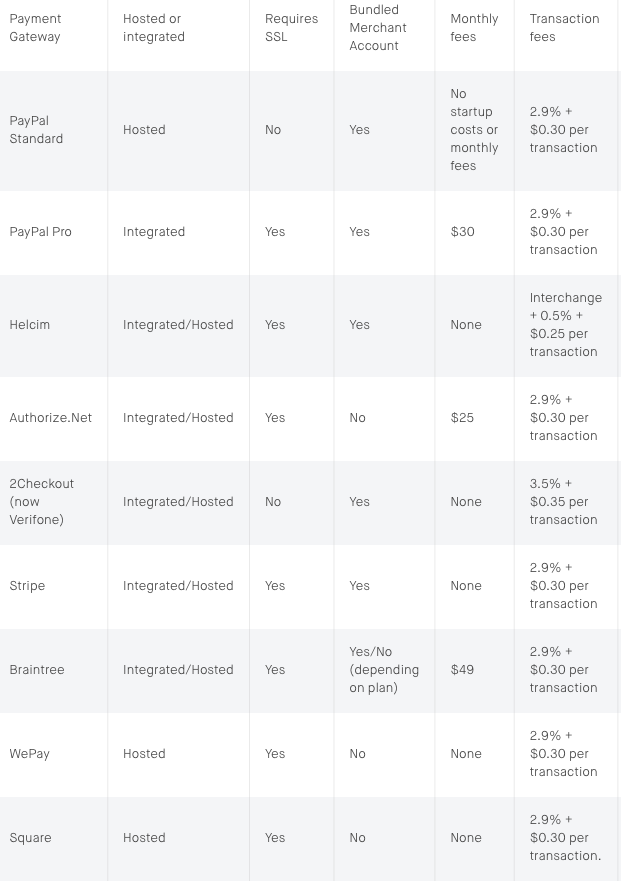 Payment
Gateway
Hosted or
integrated
Requires
SSL
Bundled
Merchant
Account
Monthly
fees
Transaction
fees
PayPal
Standard
Hosted
No
Yes
No
startup
costs or
monthly
fees
2.9% +
$0.30 per
transaction
PayPal Pro
Integrated
Yes
Yes
$30
2.9% +
$0.30 per
transaction
Helcim
Integrated/Hosted
Yes
Yes
None
Interchange
+ 0.5% +
$0.25 per
transaction
Authorize.Net
Integrated/Hosted
Yes
No
$25
2.9% +
$0.30 per
transaction
2Checkout
(now
Verifone)
Integrated/Hosted
No
Yes
None
3.5% +
$0.35 per
transaction
Stripe
Integrated/Hosted
Yes
Yes
None
2.9% +
$0.30 per
transaction
Braintree
Integrated/Hosted
Yes
Yes/No
(depending
on plan)
$49
2.9% +
$0.30 per
transaction
WePay
Hosted
Yes
No
None
2.9% +
$0.30 per
transaction
Square
Hosted
Yes
No
None
2.9% +
$0.30 per
transaction.